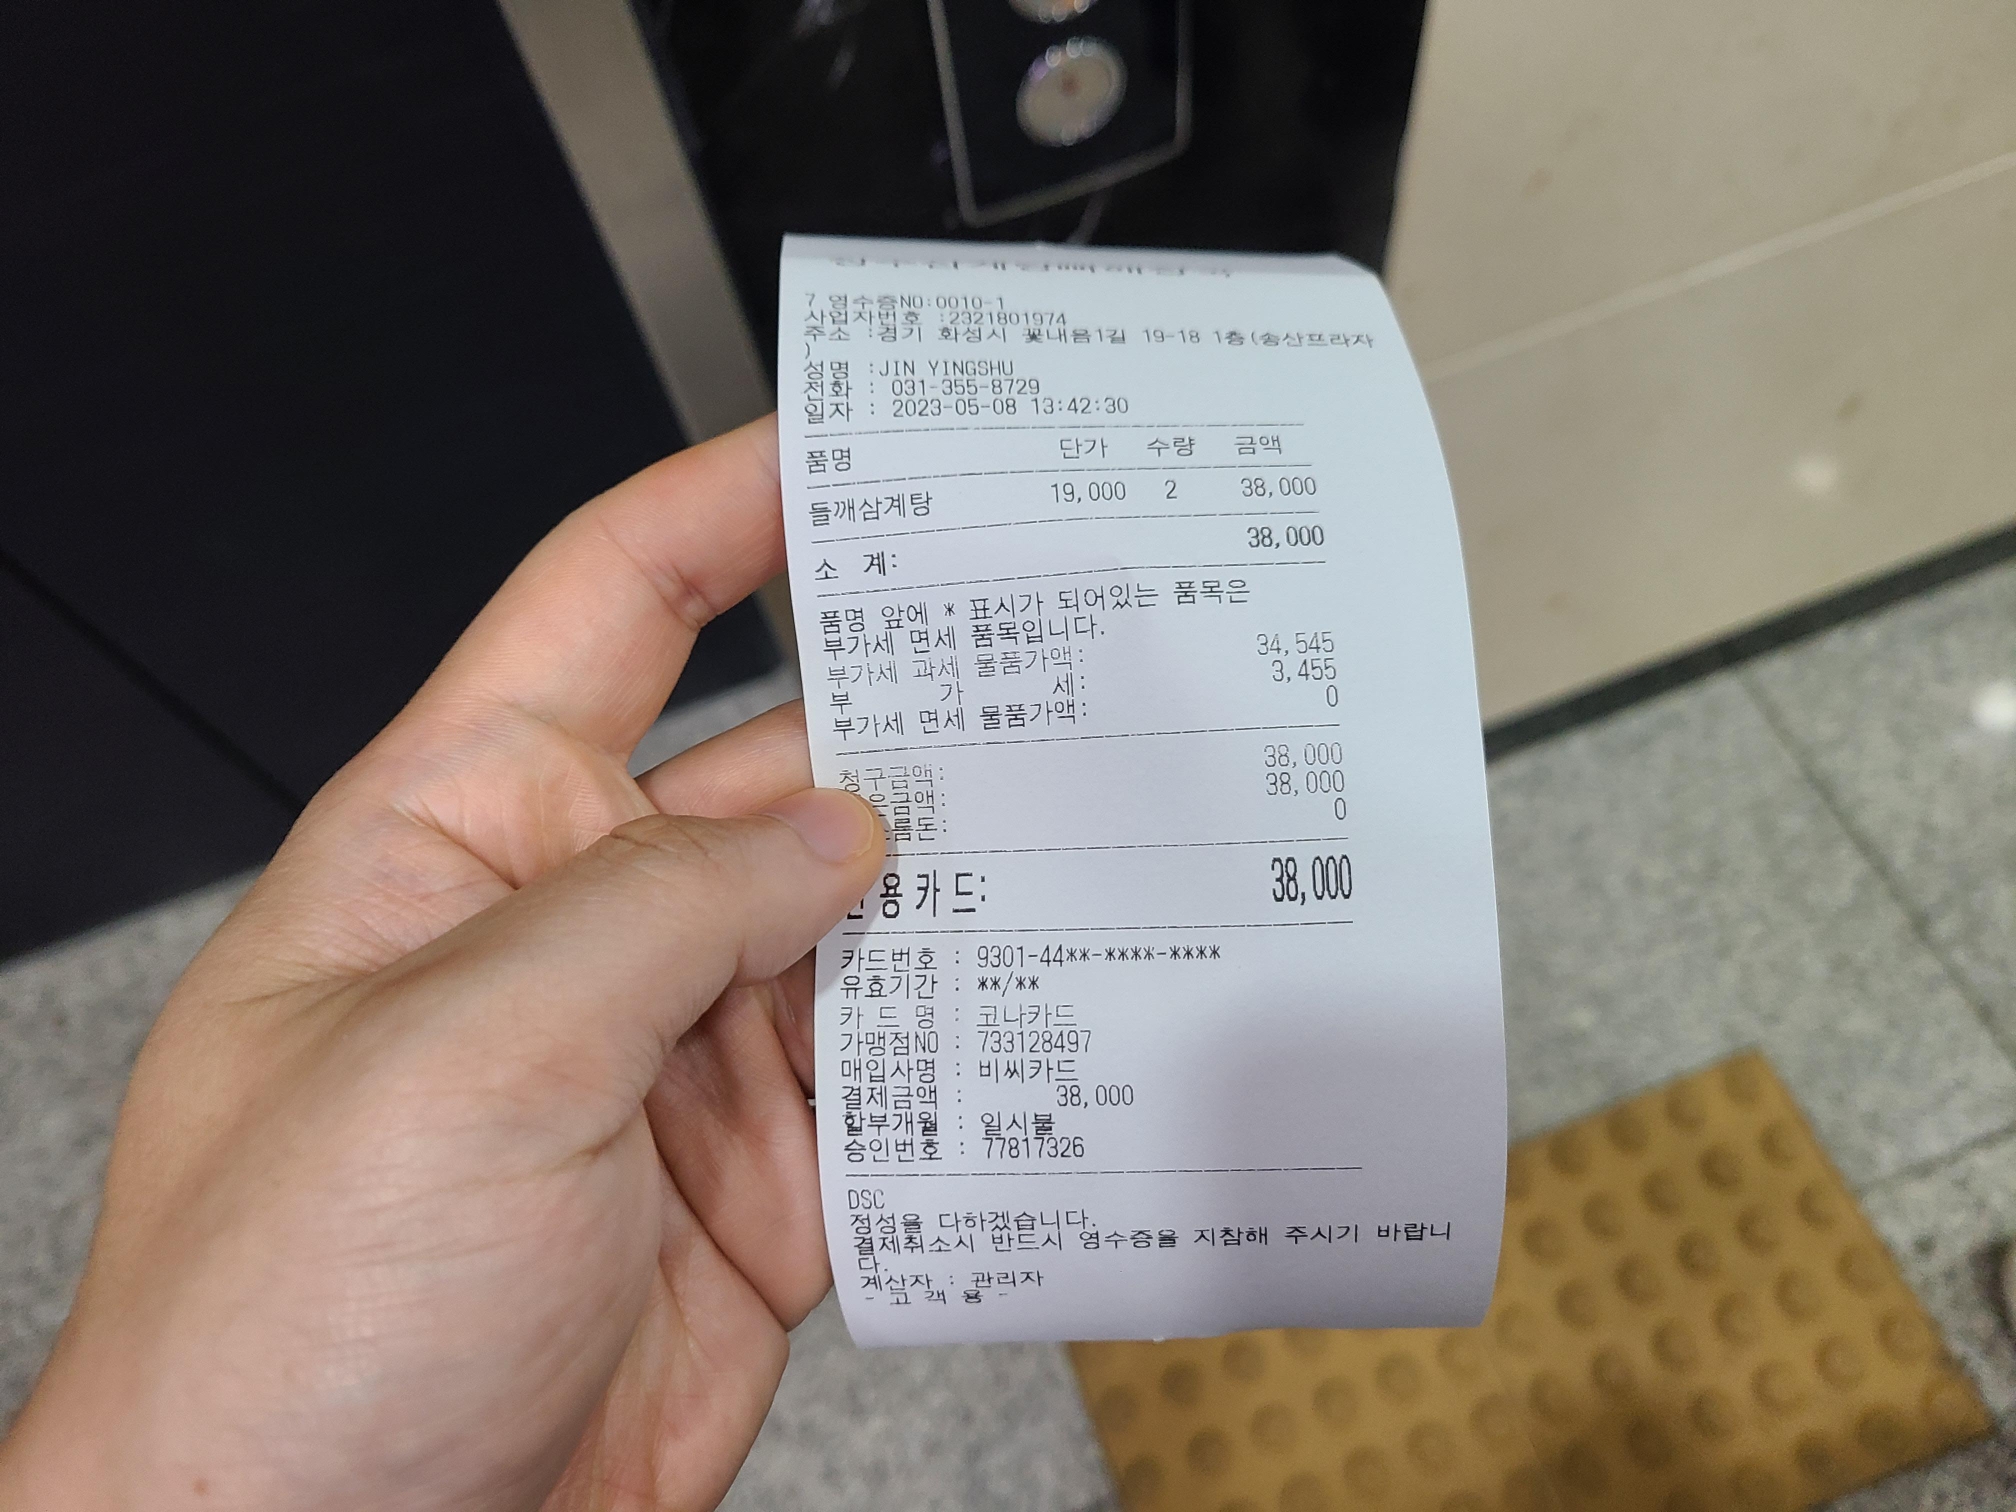 7 영수증NO:0010-1
사업자번호 :2321801974
주소 :경기 화성시 꽃내음1길 19-18 1층(송산프라자
)
성명 :JIN YINGSHU
전화 : 031-355-8729
일자 : 2023-05-08 13:42:30
품명 단가 수량 금액
들깨삼계탕 19,000 2 38,000
소 계: 38,000
품명 앞에 * 표시가 되어있는 품목은
부가세 면세 품목입니다.
부가세 과세 물품가액: 34,545
부 가 세: 3,455
부가세 면세 물품가액: 0
청구금액: 38,000
은금액: 38,000
름돈: 0
용카드: 38,000
카드번호 : 9301-44**-****-****
유효기간 : **/**
카 드 명 : 코나카드
가맹점NO : 733128497
매입사명 : 비씨카드
결제금액 : 38,000
할부개월 : 일시불
승인번호 : 77817326
DSC
정성을 다하겠습니다.
결제취소시 반드시 영수증을 지참해 주시기 바랍니
다.
계산자 : 관리자
- 고 객 용 -